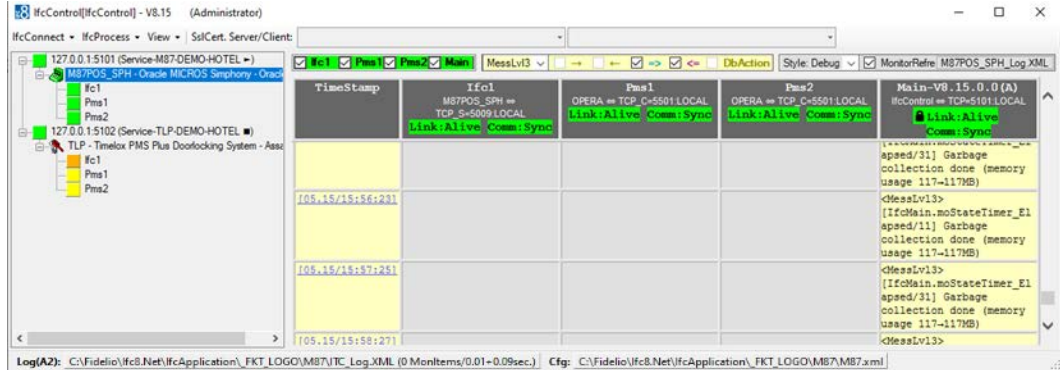 IfcControl[IfcControl] - V8.15 (Administrator)
IfcConnect IfcProcess View SslCert. Server/Client:
127.0.0.1:5101 (Service-M87-DEMO-HOTEL ►)
M87POS_SPH - Oracle MICROS Simphony - Oracl
Ifc1
Pms1
Pms2
127.0.0.1:5102 (Service-TLP-DEMO-HOTEL ■)
TLP - Timelox PMS Plus Doorlocking System - Assa
Ifc1
Pms1
Pms2
Ifc1 Pms1 Pms2 Main MessLvl3 → ← => <= DbAction Style: Debug MonitorRefre M87POS_SPH_Log.XML
TimeStamp
Ifc1
M87POS_SPH ⇔
TCP_S=5009:LOCAL
Link:Alive Comm:Sync
Pms1
OPERA ⇔ TCP_C=5501:LOCAL
Link:Alive Comm:Sync
Pms2
OPERA ⇔ TCP_C=5501:LOCAL
Link:Alive Comm:Sync
Main-V8.15.0.0(A)
IfcControl ⇔ TCP=5101:LOCAL
Link:Alive
Comm:Sync
[IfcMain.moStateTimer_El
apsed/31] Garbage
collection done (memory
usage 117→117MB)
[05.15/15:56:23]
<MessLvl3>
[IfcMain.moStateTimer_El
apsed/11] Garbage
collection done (memory
usage 117→117MB)
[05.15/15:57:25]
<MessLvl3>
[IfcMain.moStateTimer_El
apsed/31] Garbage
collection done (memory
usage 117→117MB)
[05.15/15:58:27]
<MessLvl3>
Log(A2): C:\Fidelio\Ifc8.Net\IfcApplication\_FKT_LOGO\M87\ITC_Log.XML (0 MonItems/0.01+0.09sec.) Cfg: C:\Fidelio\Ifc8.Net\IfcApplication\_FKT_LOGO\M87\M87.xml